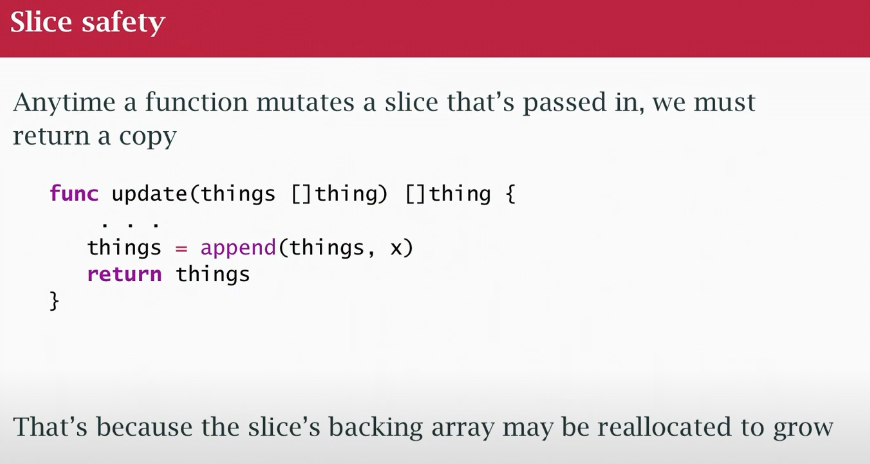 Slice safety
Anytime a function mutates a slice that’s passed in, we must
return a copy
func update(things []thing) []thing {
. . .
things = append(things, x)
return things
}
That’s because the slice’s backing array may be reallocated to grow